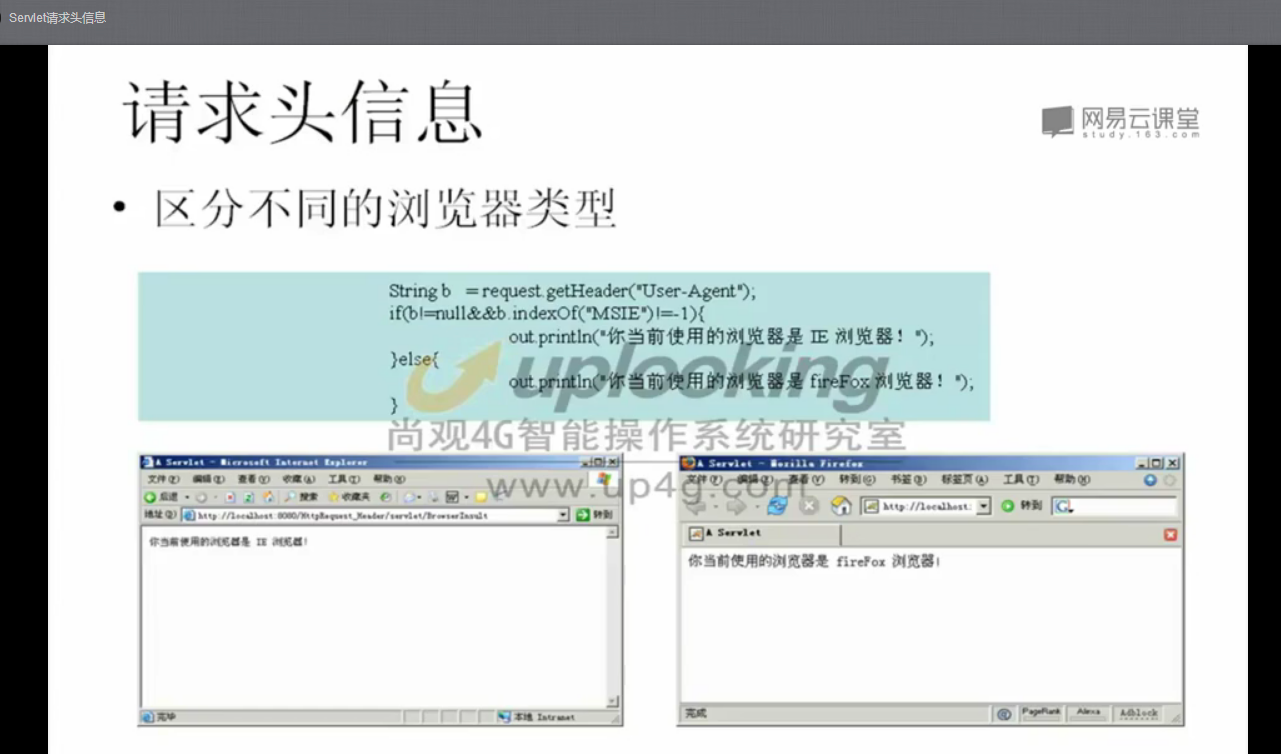 Servlet请求头信息
请求头信息
网易云课堂
study.163.com
• 区分不同的浏览器类型
String b =request.getHeader("User-Agent");
if(b!=null&&b.indexOf("MSIE")!=-1){
out.println("你当前使用的浏览器是 IE 浏览器！");
}else{
out.println("你当前使用的浏览器是 fireFox 浏览器！");
}
uplooking
尚观4G智能操作系统研究室
www.up4g.com
A Servlet - Microsoft Internet Explorer
文件(F) 编辑(E) 查看(V) 收藏(A) 工具(T) 帮助(H)
后退 搜索 收藏夹
地址(D) http://localhost:8080/HttpRequest_Header/servlet/BrowserInsult 转到
你当前使用的浏览器是 IE 浏览器!
完毕 本地 Intranet
A Servlet - Mozilla Firefox
文件(F) 编辑(E) 查看(V) 转到(G) 书签(B) 标签页(A) 工具(T) 帮助(H)
http://localhost: 转到
A Servlet
你当前使用的浏览器是 fireFox 浏览器!
完成 PageRank Alexa Adblock